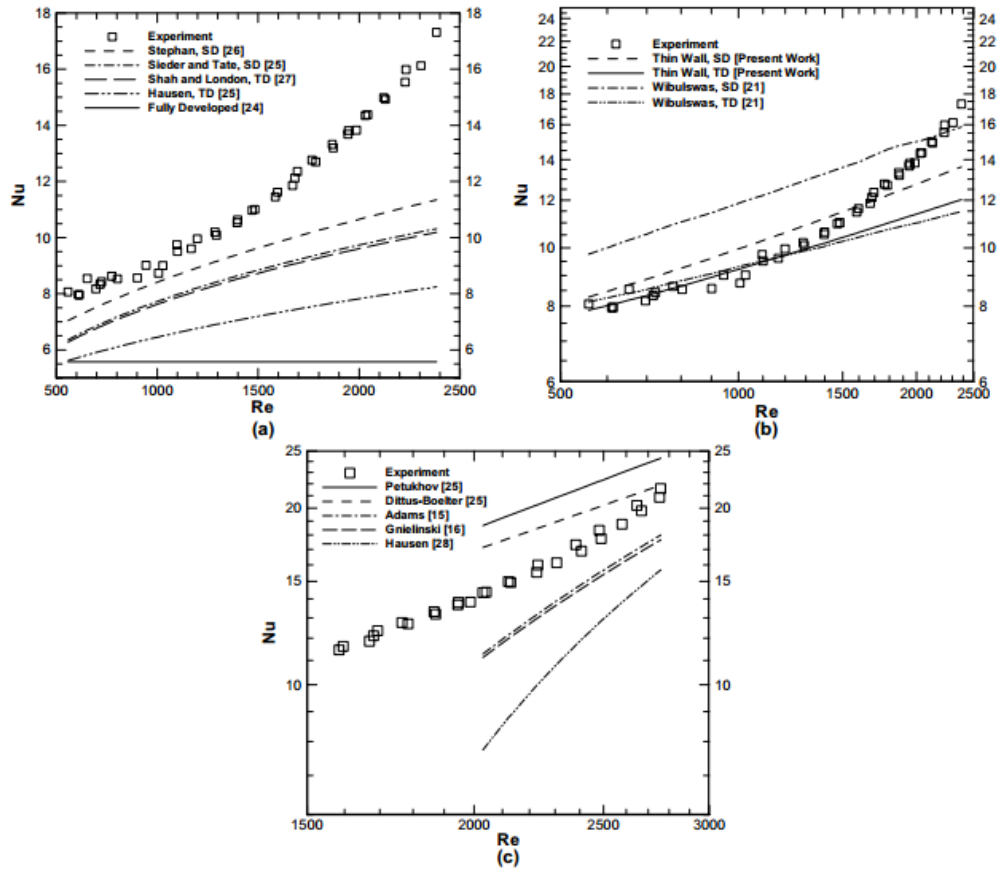 18
16
14
12
10
8
6
Nu
18
16
14
12
10
8
6
Experiment
Stephan, SD [26]
Sieder and Tate, SD [25]
Shah and London, TD [27]
Hausen, TD [25]
Fully Developed [24]
500 1000 1500 2000 2500
Re
(a)
24
22
20
18
16
14
12
10
8
6
Nu
24
22
20
18
16
14
12
10
8
6
Experiment
Thin Wall, SD [Present Work]
Thin Wall, TD [Present Work]
Wibulswas, SD [21]
Wibulswas, TD [21]
500 1000 1500 2000 2500
Re
(b)
25
20
15
10
Nu
25
20
15
10
Experiment
Petukhov [25]
Dittus-Boelter [25]
Adams [15]
Gnielinski [16]
Hausen [28]
1500 2000 2500 3000
Re
(c)